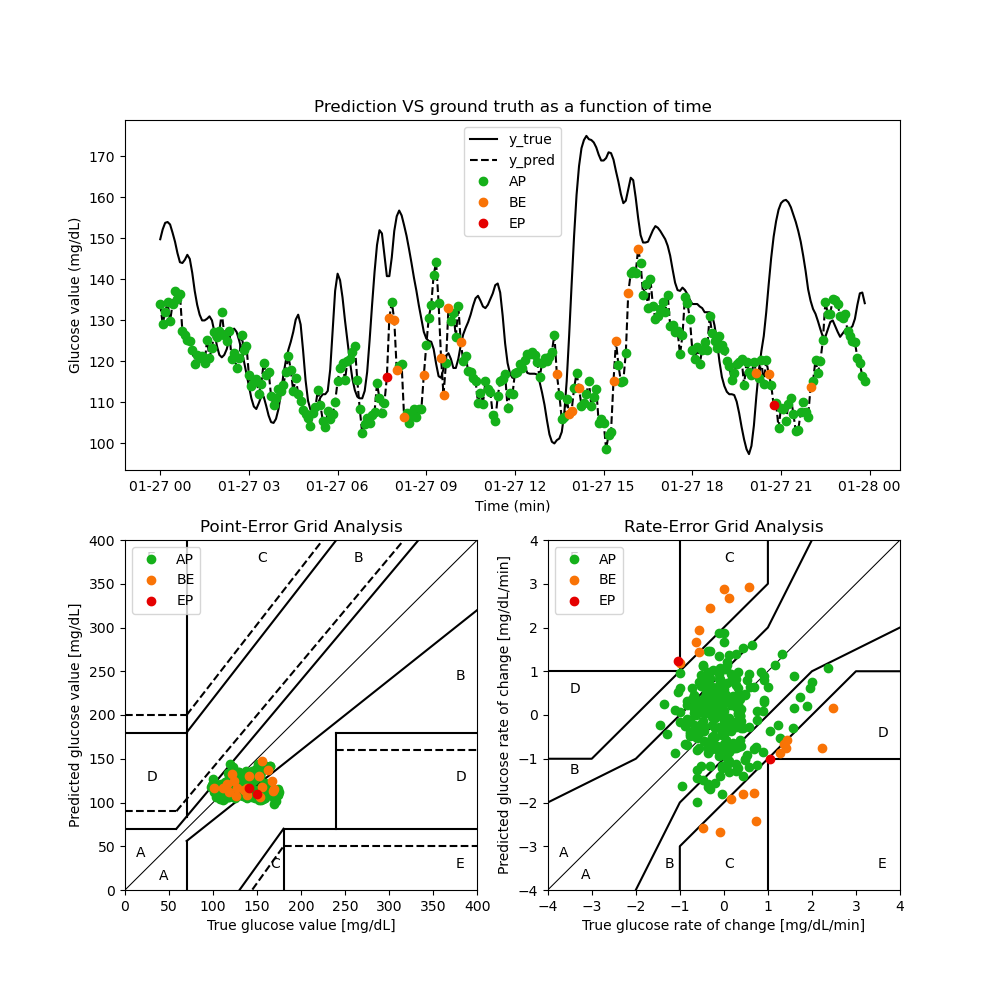 Prediction VS ground truth as a function of time
Glucose value (mg/dL)
170
160
150
140
130
120
110
100
y_true
y_pred
AP
BE
EP
01-27 00 01-27 03 01-27 06 01-27 09 01-27 12 01-27 15 01-27 18 01-27 21 01-28 00
Time (min)
Point-Error Grid Analysis
Predicted glucose value [mg/dL]
400
350
300
250
200
150
100
50
0
AP
BE
EP
C B
B
D D
A
A
C E
0 50 100 150 200 250 300 350 400
True glucose value [mg/dL]
Rate-Error Grid Analysis
Predicted glucose rate of change [mg/dL/min]
4
3
2
1
0
−1
−2
−3
−4
AP
BE
EP
C
D
D
B
A
A
B C E
−4 −3 −2 −1 0 1 2 3 4
True glucose rate of change [mg/dL/min]